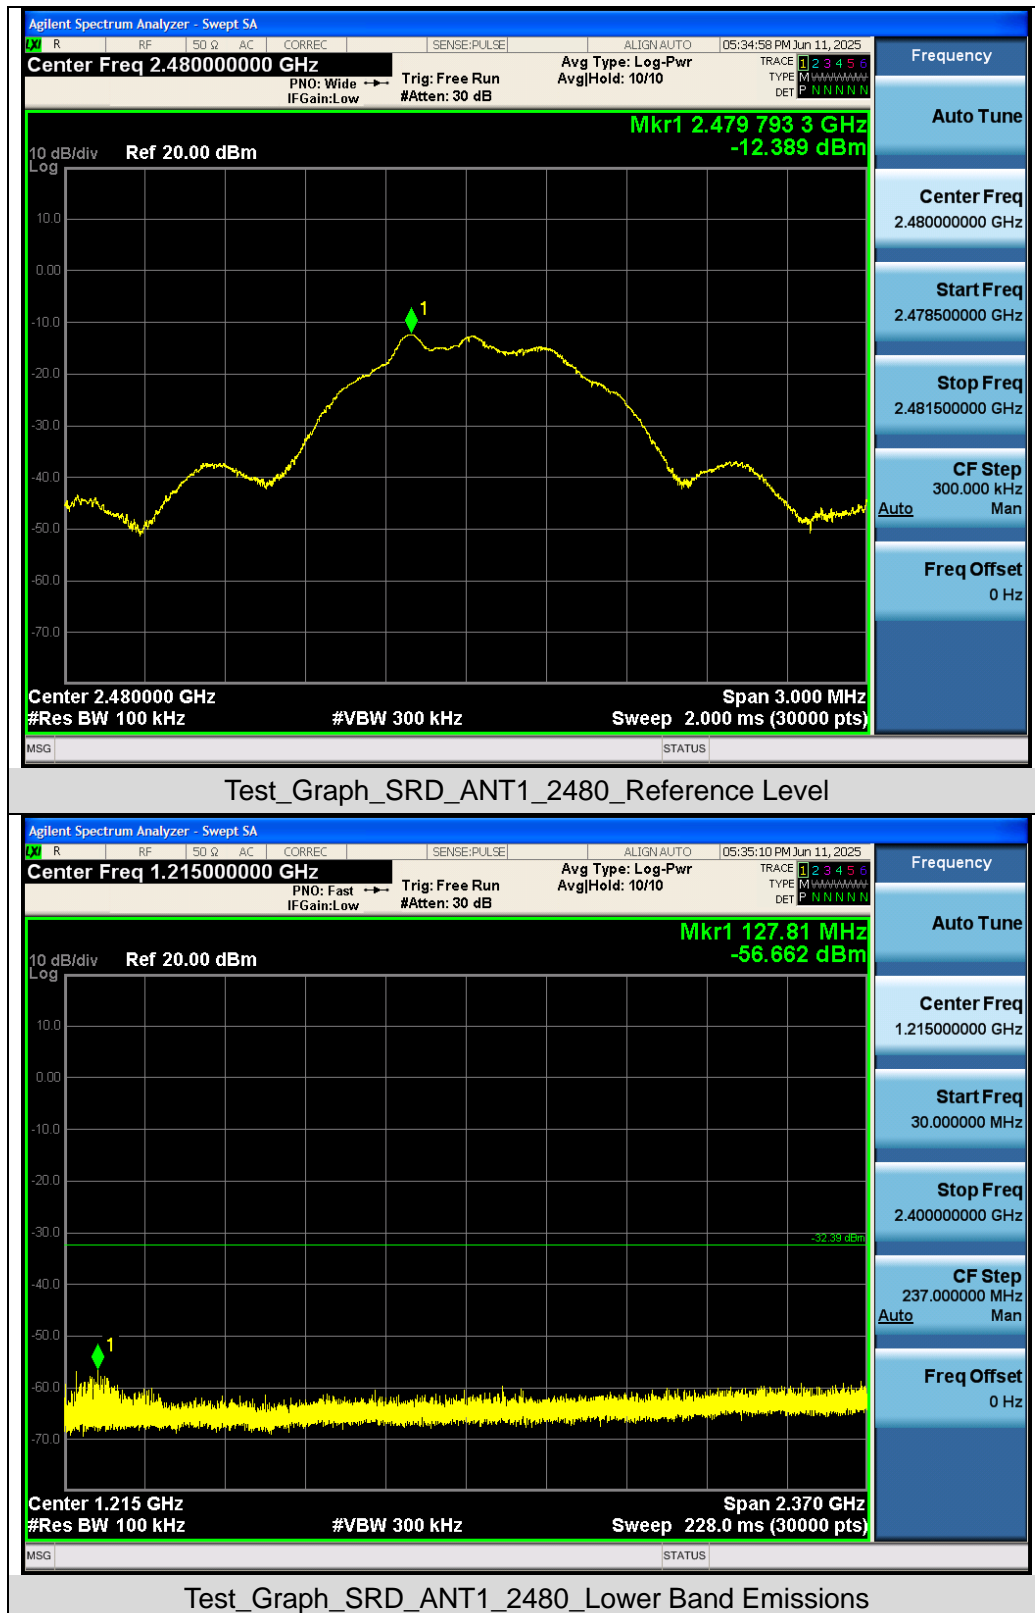 Agilent Spectrum Analyzer - Swept SA
LXI R RF 50 Ω AC CORREC SENSE:PULSE ALIGN AUTO 05:34:58 PM Jun 11, 2025
Center Freq 2.480000000 GHz
PNO: Wide
IFGain:Low
Trig: Free Run
#Atten: 30 dB
Avg Type: Log-Pwr
Avg|Hold: 10/10
TRACE 1 2 3 4 5 6
TYPE M WWWWW
DET P N N N N N
Mkr1 2.479 793 3 GHz
-12.389 dBm
10 dB/div
Log
Ref 20.00 dBm
10.0
0.00
-10.0
-20.0
-30.0
-40.0
-50.0
-60.0
-70.0
1
Center 2.480000 GHz
Span 3.000 MHz
#Res BW 100 kHz
#VBW 300 kHz
Sweep 2.000 ms (30000 pts)
MSG
STATUS
Frequency
Auto Tune
Center Freq
2.480000000 GHz
Start Freq
2.478500000 GHz
Stop Freq
2.481500000 GHz
CF Step
300.000 kHz
Auto Man
Freq Offset
0 Hz
Test_Graph_SRD_ANT1_2480_Reference Level
Agilent Spectrum Analyzer - Swept SA
LXI R RF 50 Ω AC CORREC SENSE:PULSE ALIGN AUTO 05:35:10 PM Jun 11, 2025
Center Freq 1.215000000 GHz
PNO: Fast
IFGain:Low
Trig: Free Run
#Atten: 30 dB
Avg Type: Log-Pwr
Avg|Hold: 10/10
TRACE 1 2 3 4 5 6
TYPE M WWWWW
DET P N N N N N
Mkr1 127.81 MHz
-56.662 dBm
10 dB/div
Log
Ref 20.00 dBm
10.0
0.00
-10.0
-20.0
-30.0
-32.39 dBm
-40.0
-50.0
-60.0
-70.0
1
Center 1.215 GHz
Span 2.370 GHz
#Res BW 100 kHz
#VBW 300 kHz
Sweep 228.0 ms (30000 pts)
MSG
STATUS
Frequency
Auto Tune
Center Freq
1.215000000 GHz
Start Freq
30.000000 MHz
Stop Freq
2.400000000 GHz
CF Step
237.000000 MHz
Auto Man
Freq Offset
0 Hz
Test_Graph_SRD_ANT1_2480_Lower Band Emissions